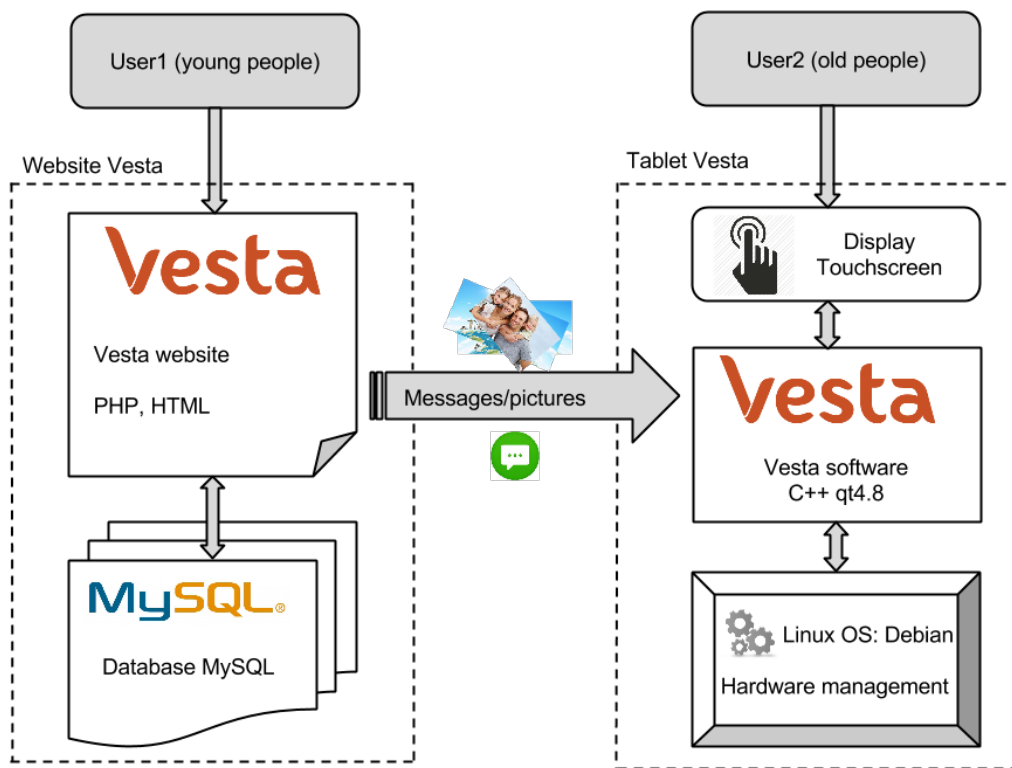 User1 (young people)
User2 (old people)
Website Vesta
Tablet Vesta
Vesta
Vesta website
PHP, HTML
Messages/pictures
Display
Touchscreen
Vesta
Vesta software
C++ qt4.8
MySQL®
Database MySQL
Linux OS: Debian
Hardware management